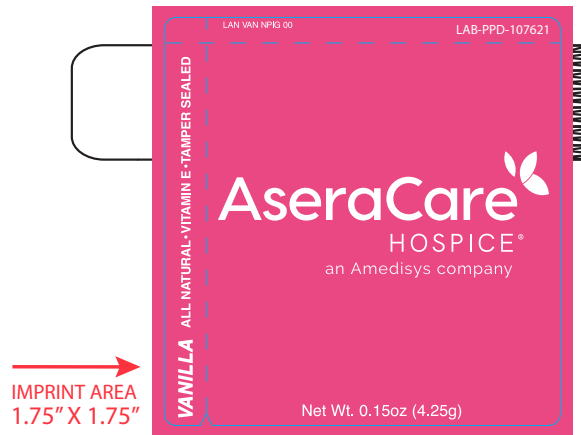 LAN VAN NPIG 00
LAB-PPD-107621
VANILLA ALL NATURAL • VITAMIN E • TAMPER SEALED
AseraCare
HOSPICE®
an Amedisys company
IMPRINT AREA
1.75” X 1.75”
Net Wt. 0.15oz (4.25g)